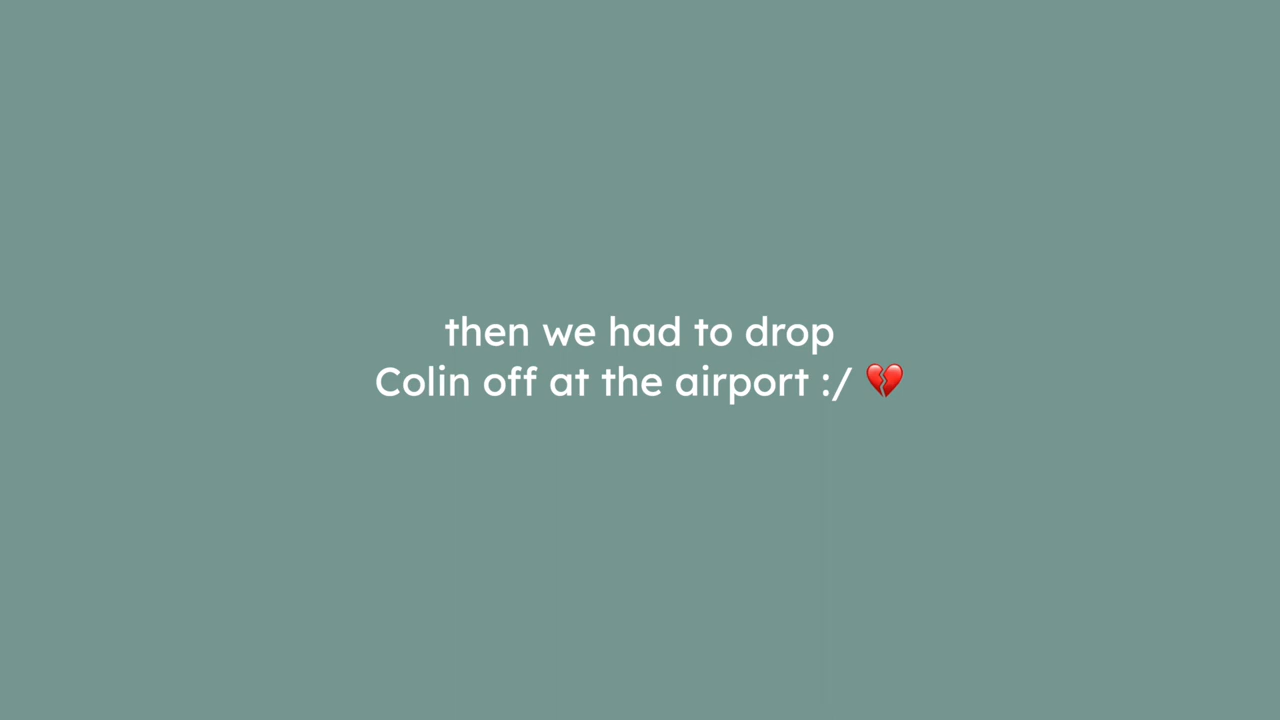 then we had to drop
Colin off at the airport :/ 💔